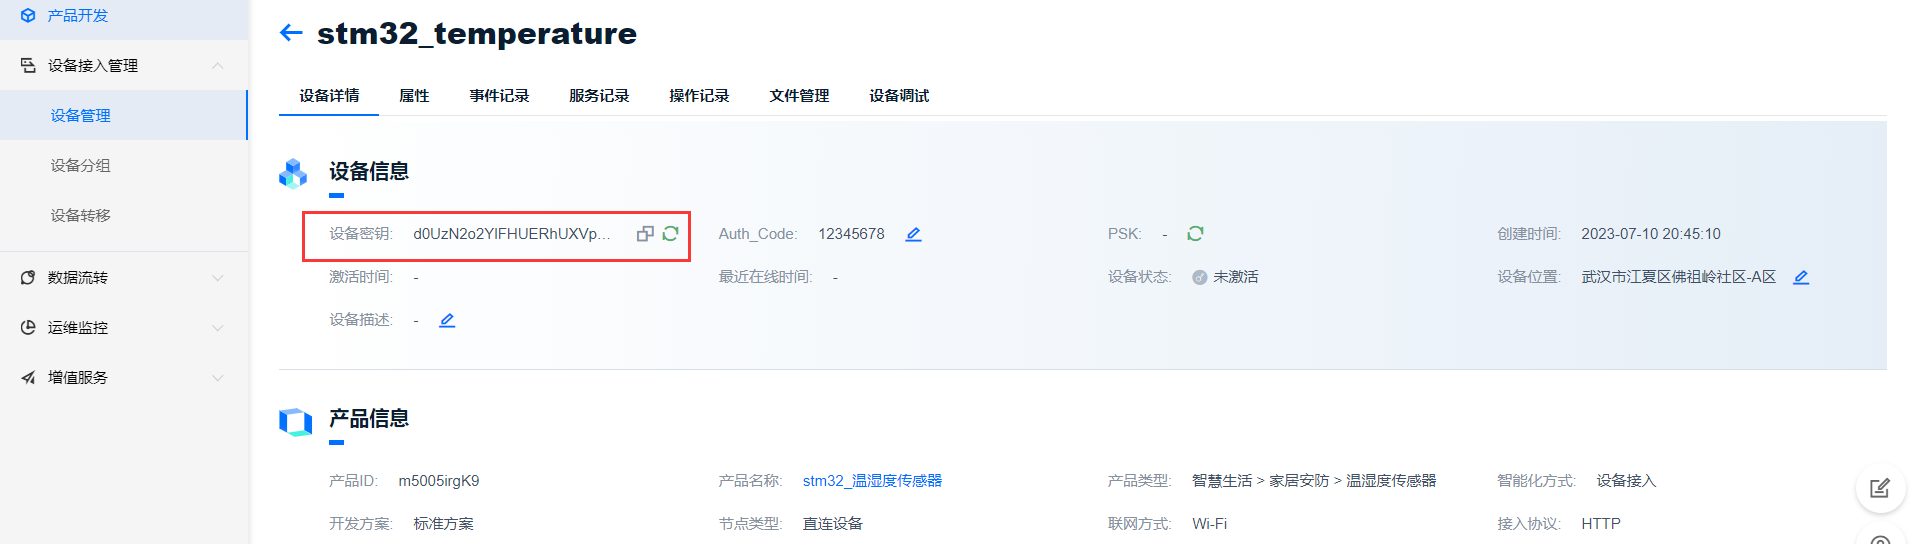 产品开发
stm32_temperature
设备接入管理
设备详情 属性 事件记录 服务记录 操作记录 文件管理 设备调试
设备管理
设备分组
设备转移
数据流转
运维监控
增值服务
设备信息
设备密钥: d0UzN2o2YIFHUERhUXVp... Auth_Code: 12345678 PSK: - 创建时间: 2023-07-10 20:45:10
激活时间: - 最近在线时间: - 设备状态: 未激活 设备位置: 武汉市江夏区佛祖岭社区-A区
设备描述: -
产品信息
产品ID: m5005irgK9 产品名称: stm32_温湿度传感器 产品类型: 智慧生活 > 家居安防 > 温湿度传感器 智能化方式: 设备接入
开发方案: 标准方案 节点类型: 直连设备 联网方式: Wi-Fi 接入协议: HTTP